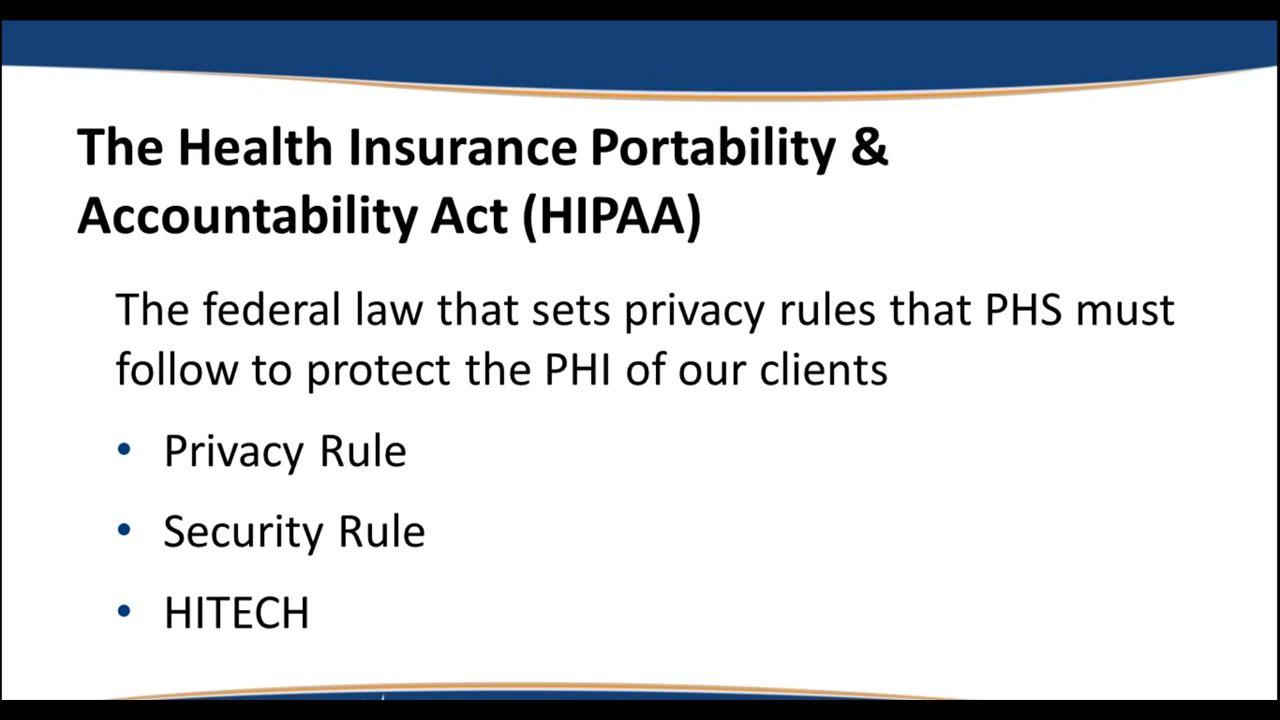 The Health Insurance Portability &
Accountability Act (HIPAA)
The federal law that sets privacy rules that PHS must
follow to protect the PHI of our clients
• Privacy Rule
• Security Rule
• HITECH